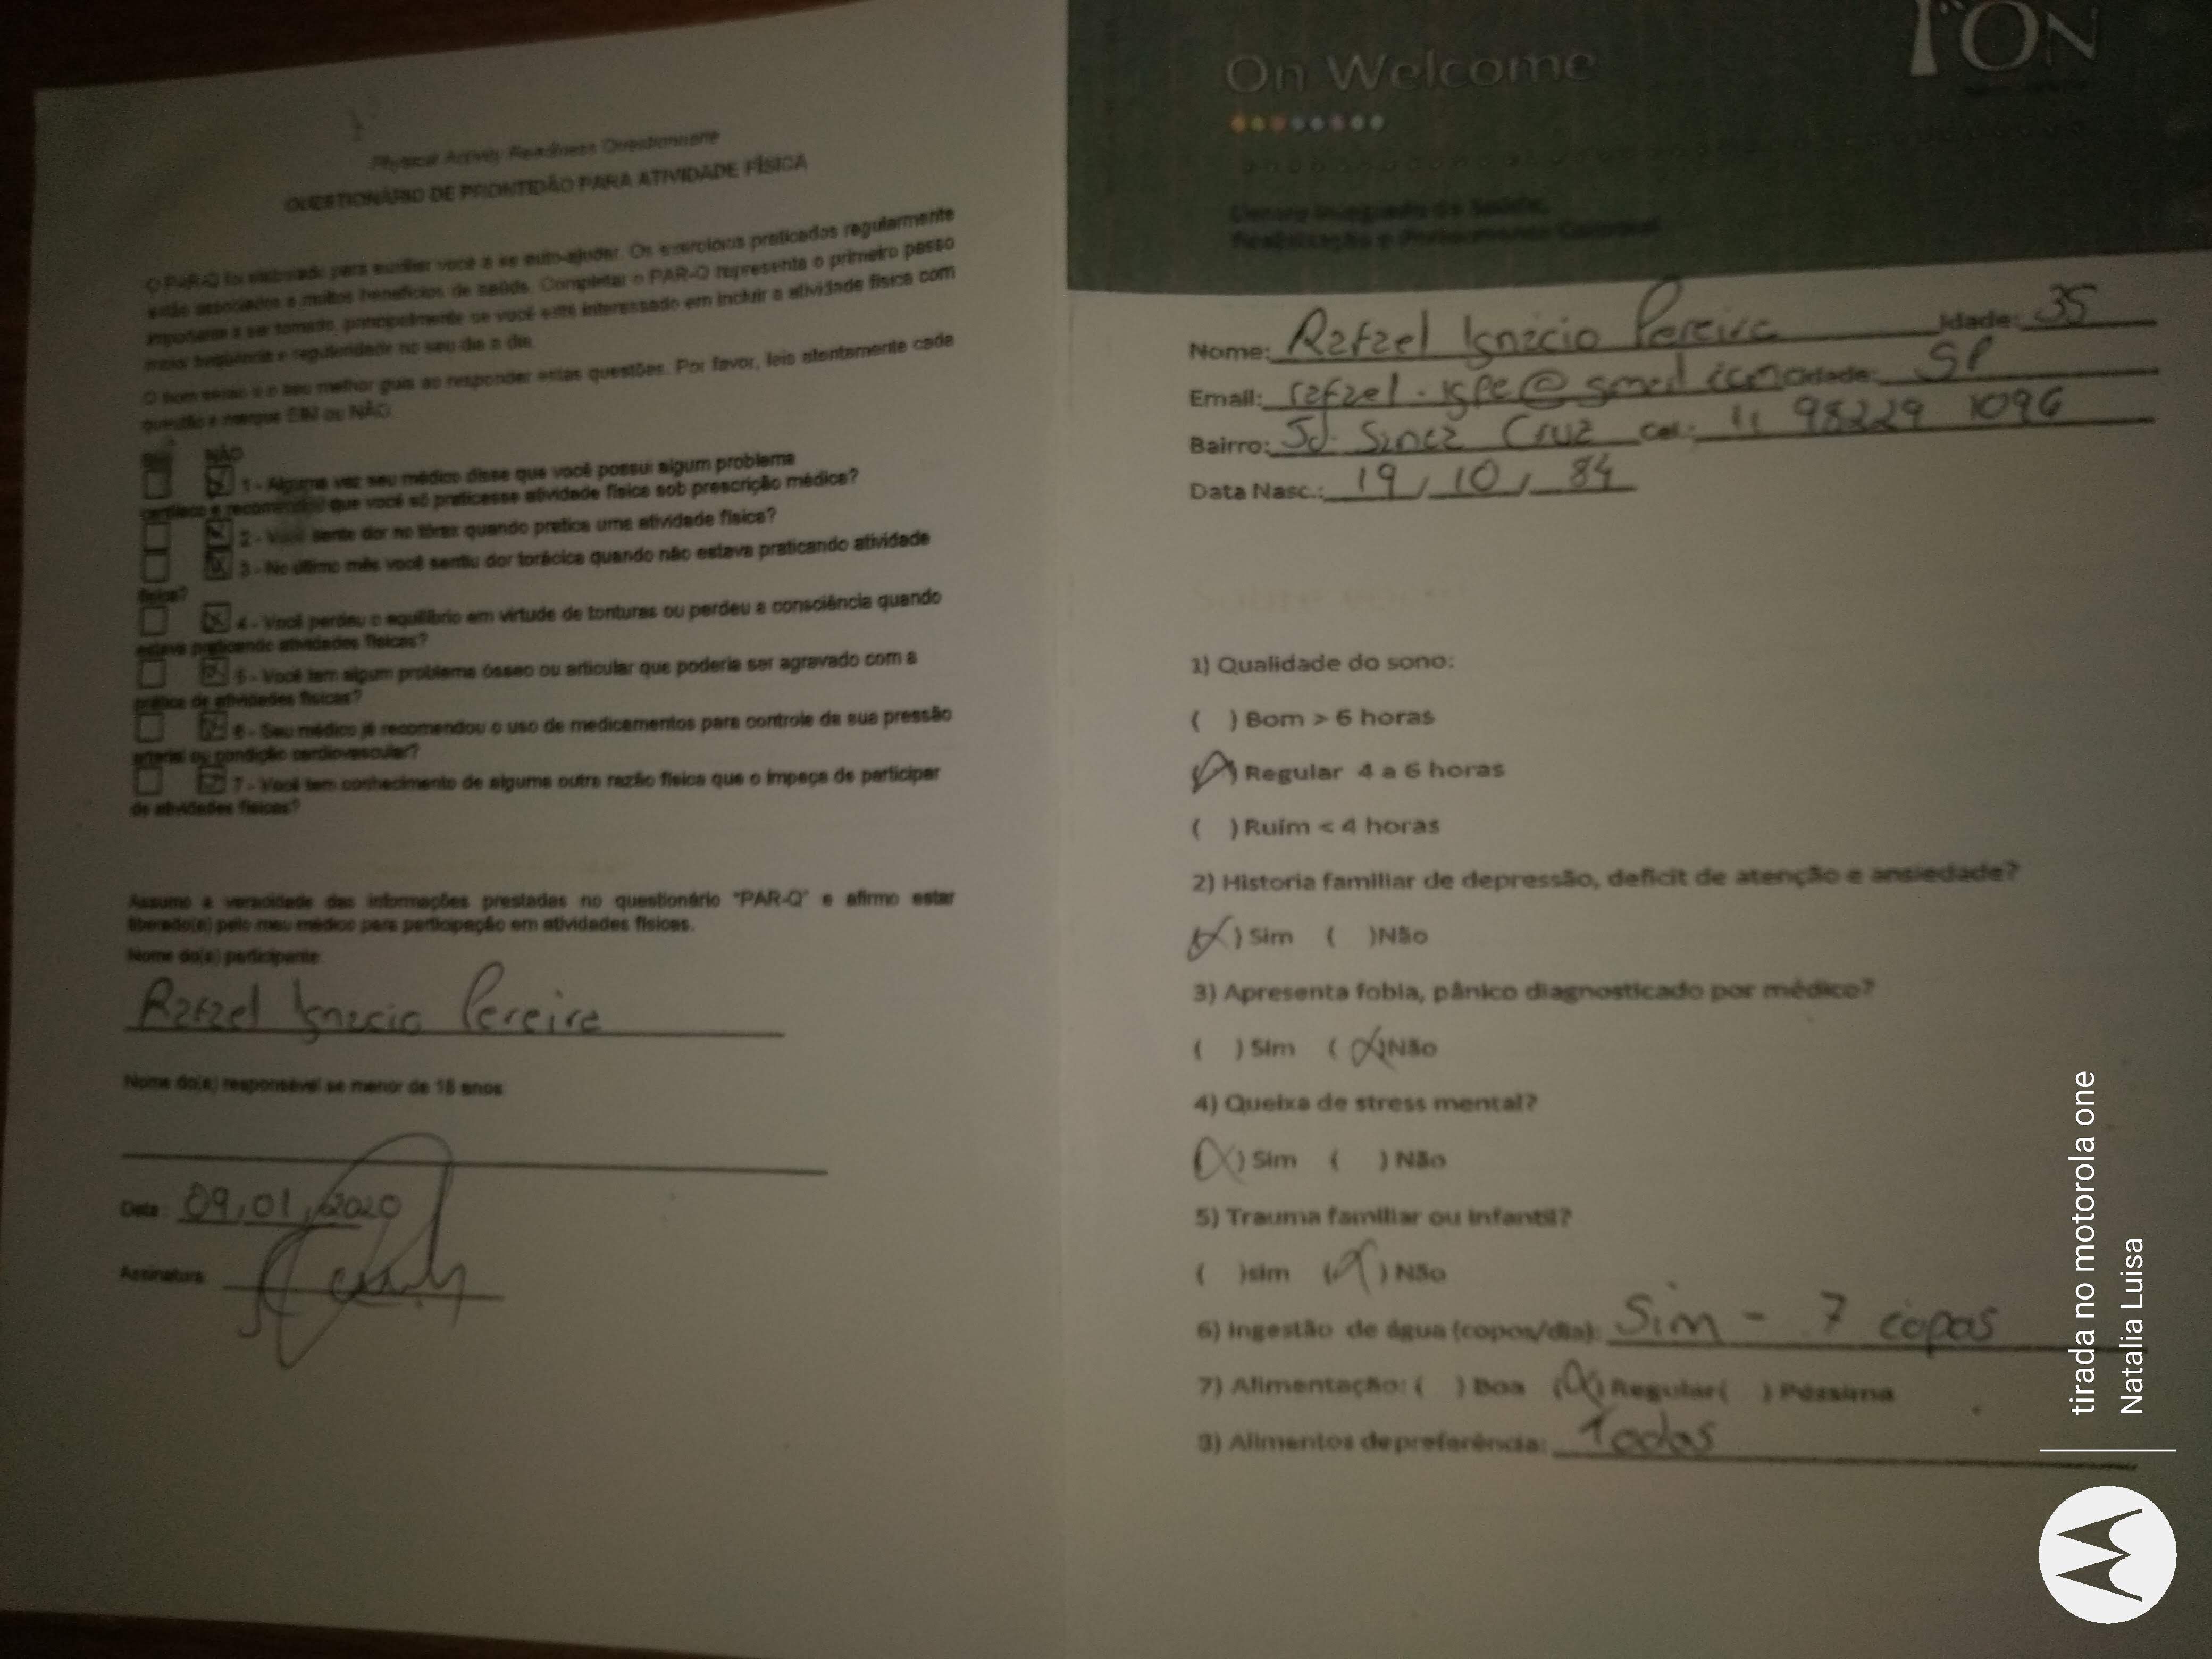 Physical Activity Readiness Questionnaire
QUESTIONÁRIO DE PRONTIDÃO PARA ATIVIDADE FÍSICA
O PAR-Q foi elaborado para auxiliar você a se auto-ajudar. Os exercícios praticados regularmente
estão associados a muitos benefícios de saúde. Completar o PAR-Q representa o primeiro passo
importante a ser tomado, principalmente se você está interessado em incluir a atividade física com
maior frequência e regularidade no seu dia a dia.
O bom senso é o seu melhor guia ao responder estas questões. Por favor, leia atentamente cada
questão e marque SIM ou NÃO.
SIM NÃO
1 - Alguma vez seu médico disse que você possui algum problema
e recomendou que você só praticasse atividade física sob prescrição médica?
2 - Você sente dor no tórax quando pratica uma atividade física?
3 - No último mês você sentiu dor torácica quando não estava praticando atividade
física?
4 - Você perdeu o equilíbrio em virtude de tonturas ou perdeu a consciência quando
estava praticando atividades físicas?
5 - Você tem algum problema ósseo ou articular que poderia ser agravado com a
prática de atividades físicas?
6 - Seu médico já recomendou o uso de medicamentos para controle da sua pressão
arterial ou condição cardiovascular?
7 - Você tem conhecimento de alguma outra razão física que o impeça de participar
de atividades físicas?
Assumo a veracidade das informações prestadas no questionário "PAR-Q" e afirmo estar
liberado(a) pelo meu médico para participação em atividades físicas.
Nome do(a) participante:
Rafael Ignacio Pereira
Nome do(a) responsável se menor de 18 anos:
Data 09,01,2020
Assinatura
On Welcome
Nome: Rafael Ignacio Pereira Idade: 35
Email: SP
Bairro: Jd. Santa Cruz Cel.: 11 98229 1096
Data Nasc.: 19, 10, 84
1) Qualidade do sono:
( ) Bom > 6 horas
(X) Regular 4 a 6 horas
( ) Ruim < 4 horas
2) Historia familiar de depressão, deficit de atenção e ansiedade?
(X) Sim ( ) Não
3) Apresenta fobia, pânico diagnosticado por médico?
( ) Sim (X) Não
4) Queixa de stress mental?
(X) Sim ( ) Não
5) Trauma familiar ou infantil?
( ) sim (X) Não
6) Ingestão de água (copos/dia): Sim - 7 copos
7) Alimentação: ( ) Boa (X) Regular ( ) Péssima
8) Alimentos de preferência: Todos
tirada no motorola one
Natalia Luisa